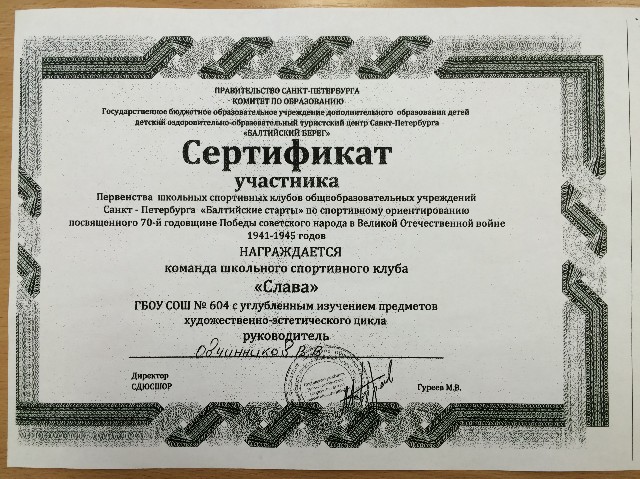 ПРАВИТЕЛЬСТВО САНКТ-ПЕТЕРБУРГА
КОМИТЕТ ПО ОБРАЗОВАНИЮ
Государственное бюджетное образовательное учреждение дополнительного образования детей
детский оздоровительно-образовательный туристский центр Санкт-Петербурга
«БАЛТИЙСКИЙ БЕРЕГ»
Сертификат
участника
Первенства школьных спортивных клубов общеобразовательных учреждений
Санкт - Петербурга «Балтийские старты» по спортивному ориентированию
посвященного 70-й годовщине Победы советского народа в Великой Отечественной войне
1941-1945 годов
НАГРАЖДАЕТСЯ
команда школьного спортивного клуба
«Слава»
ГБОУ СОШ № 604 с углубленным изучением предметов
художественно-эстетического цикла
руководитель
Овчинников В.В.
Директор
СДЮСШОР
Гуреев М.В.